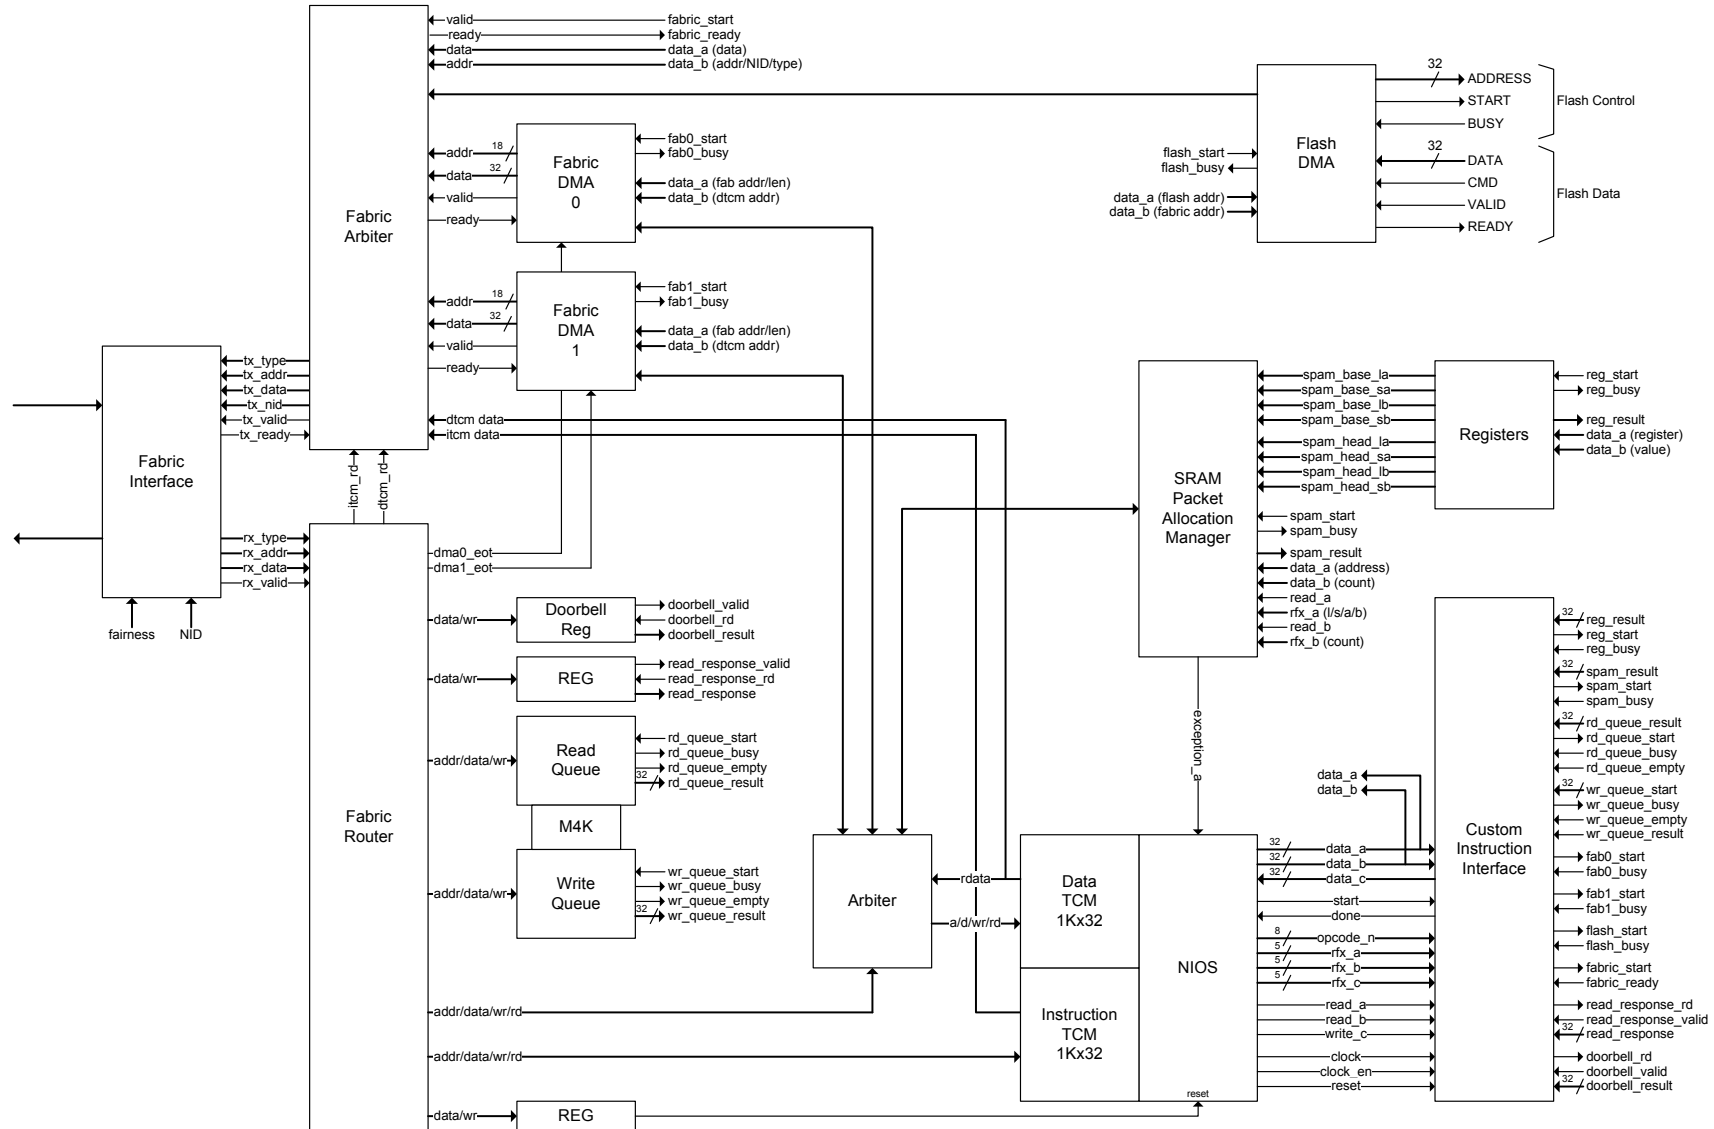 valid
fabric_start
ready
fabric_ready
data
data_a (data)
addr
data_b (addr/NID/type)
Fabric
Arbiter
addr
18
data
32
valid
ready
Fabric
DMA
0
fab0_start
fab0_busy
data_a (fab addr/len)
data_b (dtcm addr)
addr
18
data
32
valid
ready
Fabric
DMA
1
fab1_start
fab1_busy
data_a (fab addr/len)
data_b (dtcm addr)
dtcm data
itcm data
flash_start
flash_busy
data_a (flash addr)
data_b (fabric addr)
Flash
DMA
32
ADDRESS
START
BUSY
Flash Control
32
DATA
CMD
VALID
READY
Flash Data
Fabric
Interface
tx_type
tx_addr
tx_data
tx_nid
tx_valid
tx_ready
itcm_rd
dtcm_rd
rx_type
rx_addr
rx_data
rx_valid
fairness
NID
Fabric
Router
dma0_eot
dma1_eot
data/wr
Doorbell
Reg
doorbell_valid
doorbell_rd
doorbell_result
data/wr
REG
read_response_valid
read_response_rd
read_response
addr/data/wr
Read
Queue
rd_queue_start
rd_queue_busy
rd_queue_empty
32
rd_queue_result
M4K
addr/data/wr
Write
Queue
wr_queue_start
wr_queue_busy
wr_queue_empty
32
wr_queue_result
addr/data/wr/rd
addr/data/wr/rd
data/wr
REG
Arbiter
rdata
a/d/wr/rd
Data
TCM
1Kx32
Instruction
TCM
1Kx32
NIOS
reset
exception_a
SRAM
Packet
Allocation
Manager
spam_base_la
spam_base_sa
spam_base_lb
spam_base_sb
spam_head_la
spam_head_sa
spam_head_lb
spam_head_sb
spam_start
spam_busy
spam_result
data_a (address)
data_b (count)
read_a
rfx_a (l/s/a/b)
read_b
rfx_b (count)
Registers
reg_start
reg_busy
reg_result
data_a (register)
data_b (value)
data_a
data_b
32
data_a
32
data_b
32
data_c
start
done
8
opcode_n
5
rfx_a
5
rfx_b
5
rfx_c
read_a
read_b
write_c
clock
clock_en
reset
Custom
Instruction
Interface
32
reg_result
reg_start
reg_busy
32
spam_result
spam_start
spam_busy
32
rd_queue_result
rd_queue_start
rd_queue_busy
rd_queue_empty
32
wr_queue_start
wr_queue_busy
wr_queue_empty
wr_queue_result
fab0_start
fab0_busy
fab1_start
fab1_busy
flash_start
flash_busy
fabric_start
fabric_ready
read_response_rd
read_response_valid
32
read_response
doorbell_rd
doorbell_valid
32
doorbell_result